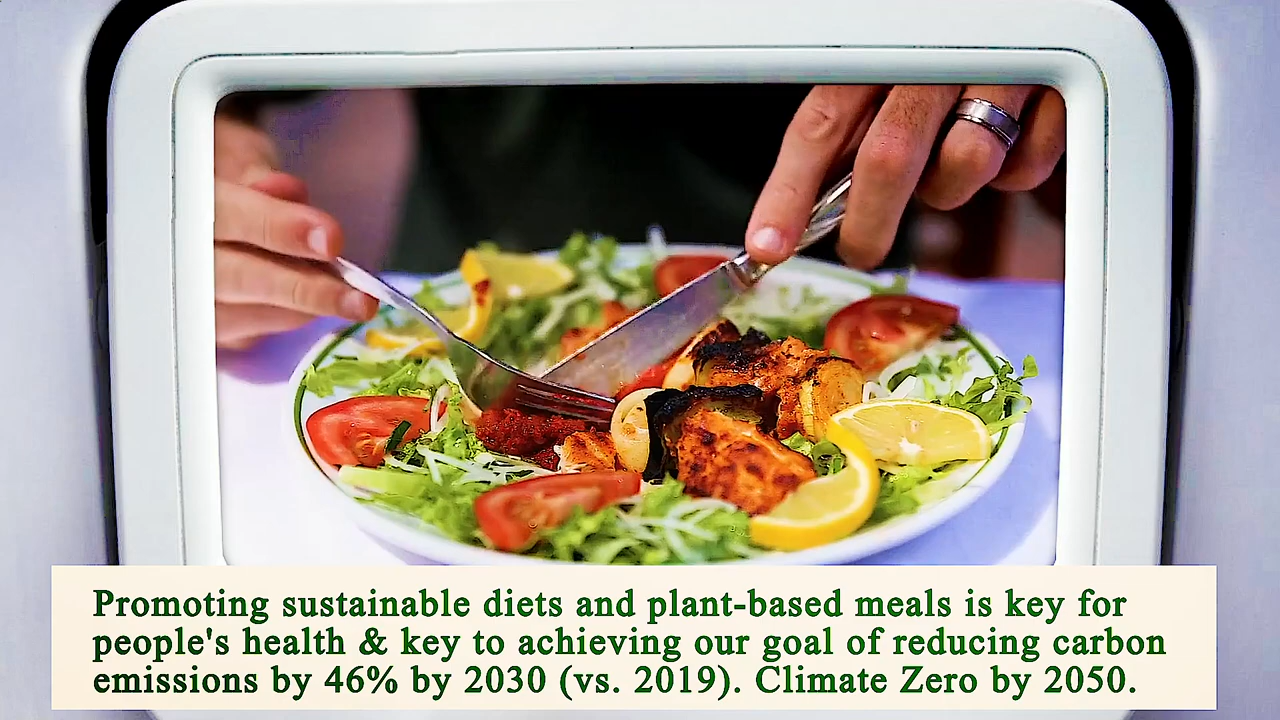 Promoting sustainable diets and plant-based meals is key for
people's health & key to achieving our goal of reducing carbon
emissions by 46% by 2030 (vs. 2019). Climate Zero by 2050.